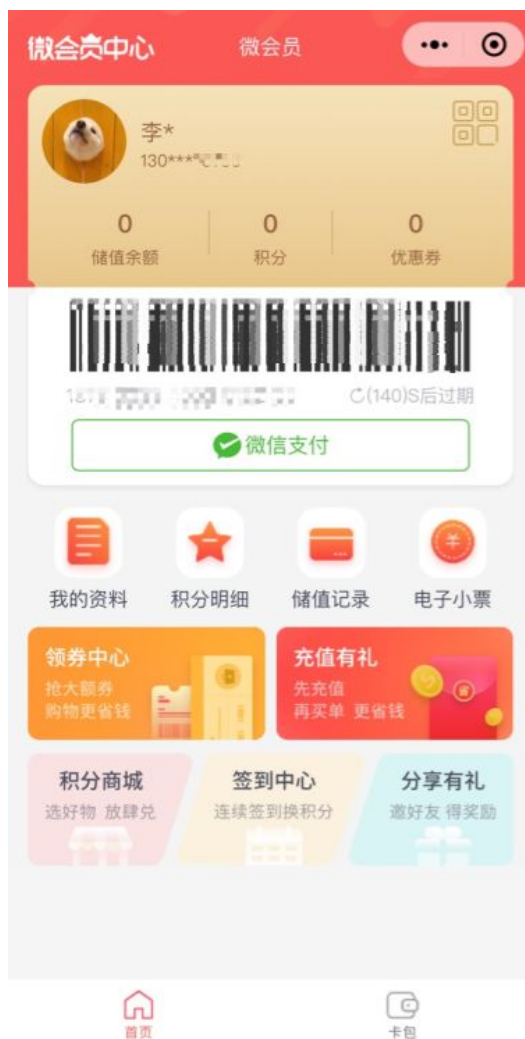 微会员中心
微会员
李*
130***
0
0
0
储值余额
积分
优惠券
(140)S后过期
微信支付
我的资料
积分明细
储值记录
电子小票
领券中心
抢大额券
购物更省钱
充值有礼
先充值
再买单 更省钱
积分商城
选好物 放肆兑
签到中心
连续签到换积分
分享有礼
邀好友 得奖励
首页
卡包